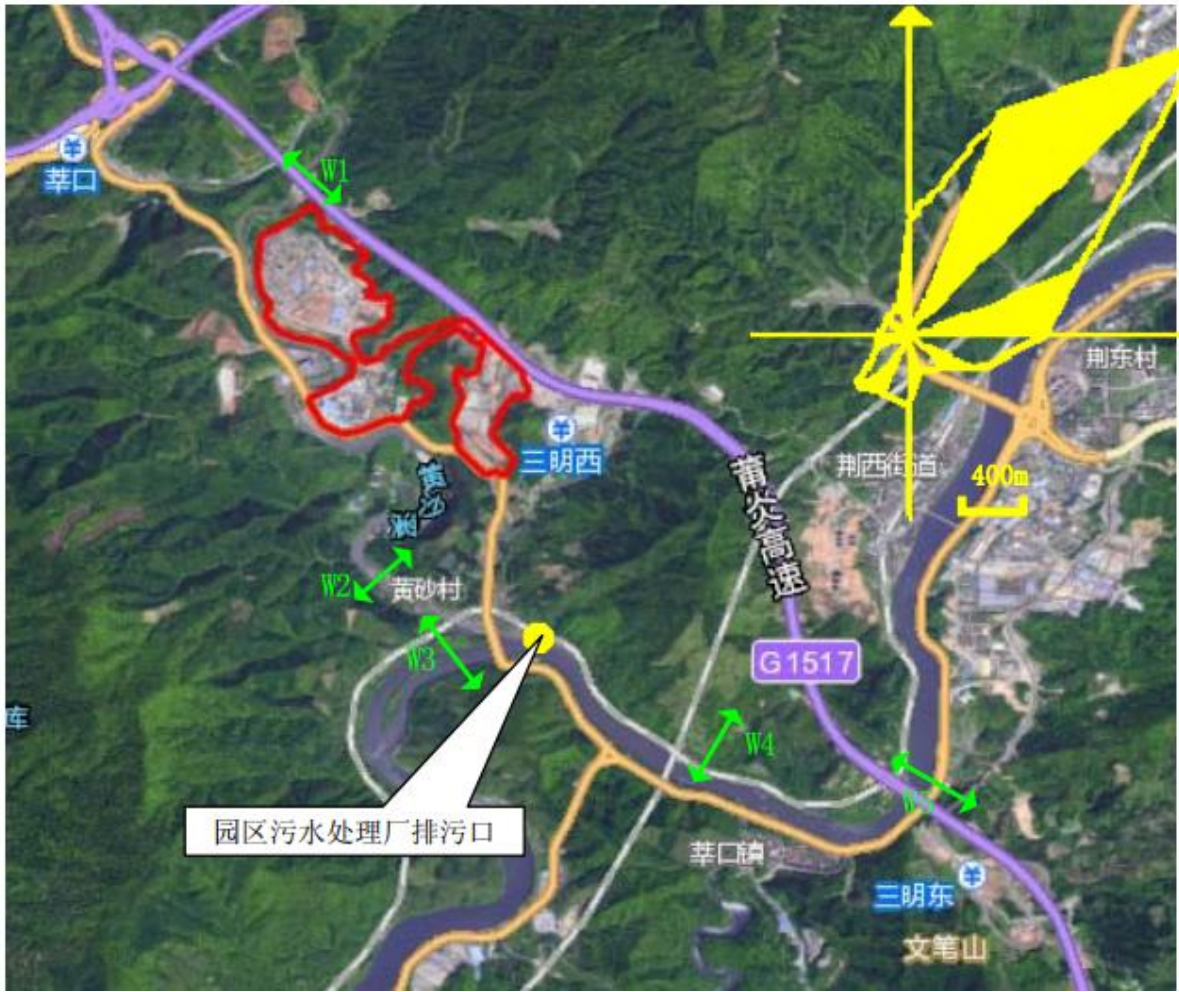 W1
莘口
荆东村
三明西
荆西街道
400m
黄沙
溪
莆炎高速
W2
黄砂村
W3
G1517
库
W4
园区污水处理厂排污口
莘口镇
三明东
文笔山